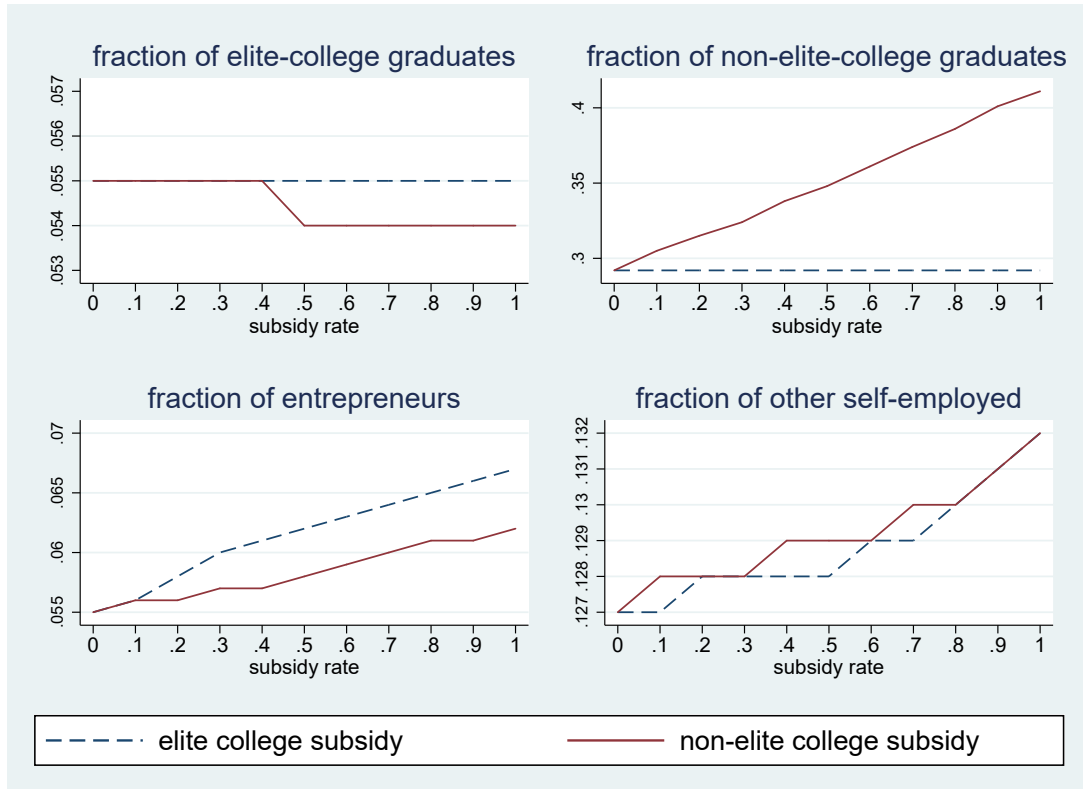 fraction of elite-college graduates
.057
.056
.055
.054
.053
0 .1 .2 .3 .4 .5 .6 .7 .8 .9 1
subsidy rate
fraction of non-elite-college graduates
.4
.35
.3
0 .1 .2 .3 .4 .5 .6 .7 .8 .9 1
subsidy rate
fraction of entrepreneurs
.07
.065
.06
.055
0 .1 .2 .3 .4 .5 .6 .7 .8 .9 1
subsidy rate
fraction of other self-employed
.132
.131
.13
.129
.128
.127
0 .1 .2 .3 .4 .5 .6 .7 .8 .9 1
subsidy rate
elite college subsidy
non-elite college subsidy